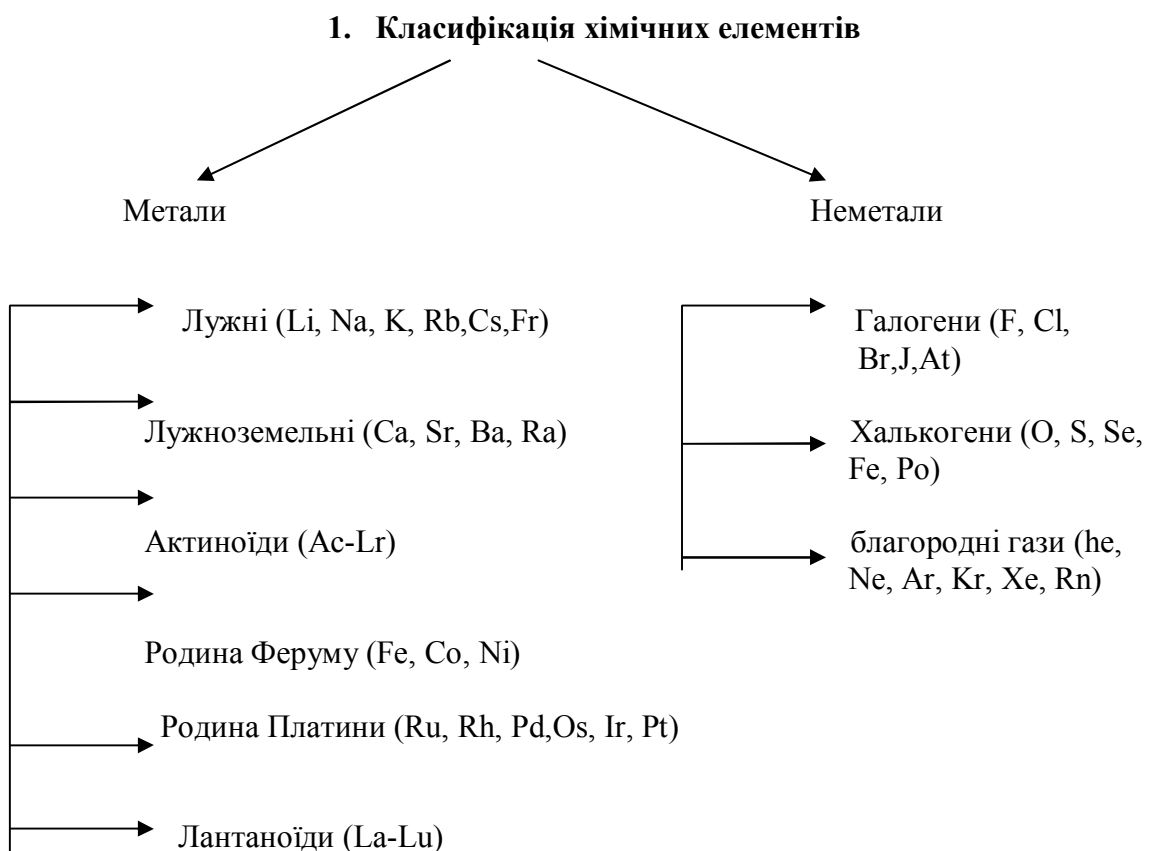 1. Класифікація хімічних елементів
Метали
Неметали
Лужні (Li, Na, K, Rb,Cs,Fr)
Лужноземельні (Ca, Sr, Ba, Ra)
Актиноїди (Ac-Lr)
Родина Феруму (Fe, Co, Ni)
Родина Платини (Ru, Rh, Pd,Os, Ir, Pt)
Лантаноїди (La-Lu)
Галогени (F, Cl,
Br,J,At)
Халькогени (O, S, Se,
Fe, Po)
благородні гази (he,
Ne, Ar, Kr, Xe, Rn)